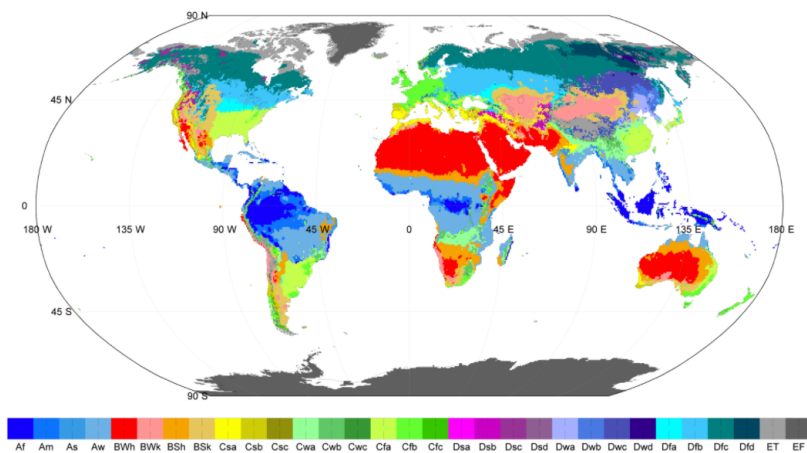 90 N
45 N
0
180 W 135 W 90 W 45 W 0 45 E 90 E 135 E 180 E
45 S
90 S
Af Am As Aw BWh BWk BSh BSk Csa Csb Csc Cwa Cwb Cwc Cfa Cfb Cfc Dsa Dsb Dsc Dsd Dwa Dwb Dwc Dwd Dfa Dfb Dfc Dfd ET EF